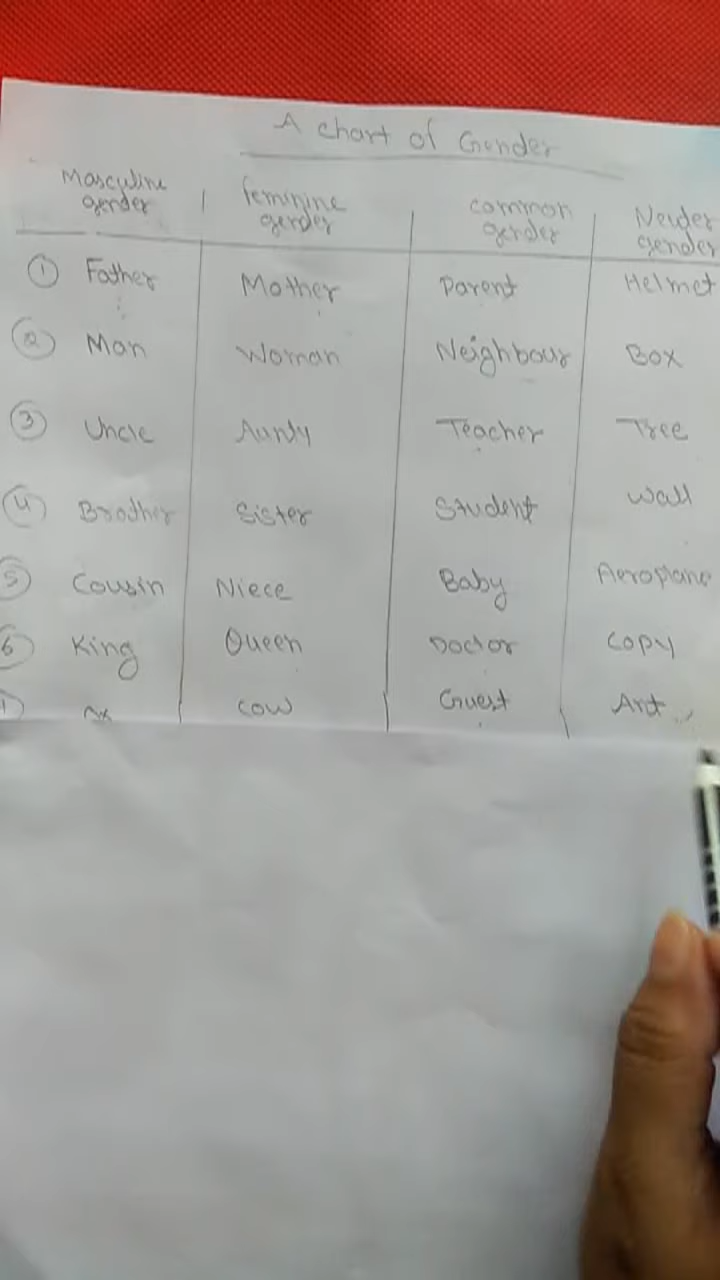 A chart of Gender
Masculine gender | feminine gender common gender Neuder gender
① Father Mother Parent Helmet
② Man Woman Neighbour Box
③ Uncle Aunty Teacher Tree
④ Brother Sister Student Wall
⑤ Cousin Niece Baby Aeroplane
⑥ King Queen Doctor Copy
Cow Guest Art